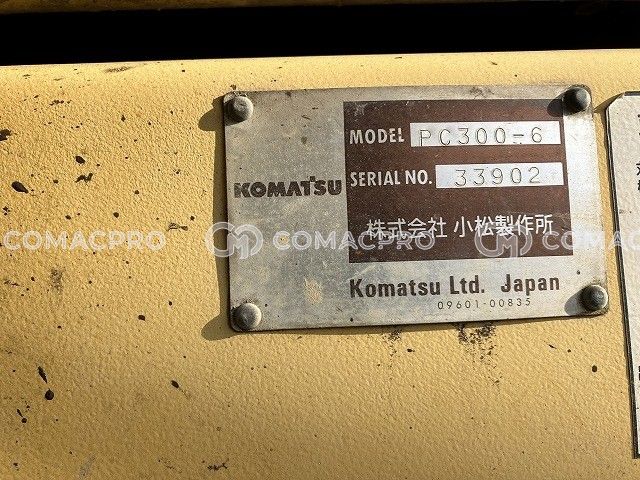 MODEL PC300-6
KOMATSU
SERIAL NO. 33902
株式会社 小松製作所
Komatsu Ltd. Japan
09601-00835
COMACPRO COMACPRO COMACPRO